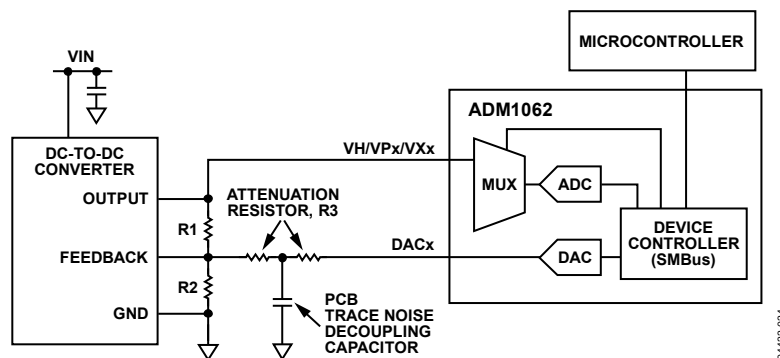 VIN
MICROCONTROLLER
ADM1062
DC-TO-DC
CONVERTER
VH/VPx/VXx
MUX
ADC
OUTPUT
ATTENUATION
RESISTOR, R3
R1
DEVICE
CONTROLLER
(SMBus)
FEEDBACK
DACx
DAC
R2
GND
PCB
TRACE NOISE
DECOUPLING
CAPACITOR